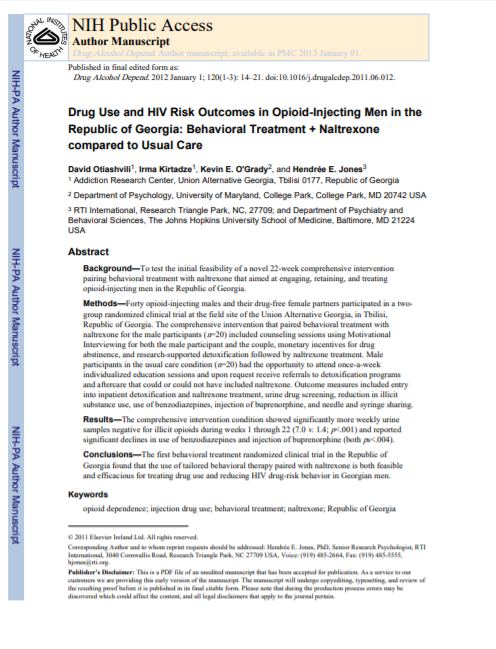 NATIONAL INSTITUTES
OF HEALTH
NIH Public Access
Author Manuscript
Drug Alcohol Depend. Author manuscript; available in PMC 2013 January 01.
Published in final edited form as:
Drug Alcohol Depend. 2012 January 1; 120(1-3): 14–21. doi:10.1016/j.drugalcdep.2011.06.012.
Drug Use and HIV Risk Outcomes in Opioid-Injecting Men in the
Republic of Georgia: Behavioral Treatment + Naltrexone
compared to Usual Care
David Otiashvili1, Irma Kirtadze1, Kevin E. O'Grady2, and Hendrée E. Jones3
1 Addiction Research Center, Union Alternative Georgia, Tbilisi 0177, Republic of Georgia
2 Department of Psychology, University of Maryland, College Park, College Park, MD 20742 USA
3 RTI International, Research Triangle Park, NC, 27709; and Department of Psychiatry and
Behavioral Sciences, The Johns Hopkins University School of Medicine, Baltimore, MD 21224
USA
Abstract
Background—To test the initial feasibility of a novel 22-week comprehensive intervention
pairing behavioral treatment with naltrexone that aimed at engaging, retaining, and treating
opioid-injecting men in the Republic of Georgia.
Methods—Forty opioid-injecting males and their drug-free female partners participated in a two-
group randomized clinical trial at the field site of the Union Alternative Georgia, in Tbilisi,
Republic of Georgia. The comprehensive intervention that paired behavioral treatment with
naltrexone for the male participants (n=20) included counseling sessions using Motivational
Interviewing for both the male participant and the couple, monetary incentives for drug
abstinence, and research-supported detoxification followed by naltrexone treatment. Male
participants in the usual care condition (n=20) had the opportunity to attend once-a-week
individualized education sessions and upon request receive referrals to detoxification programs
and aftercare that could or could not have included naltrexone. Outcome measures included entry
into inpatient detoxification and naltrexone treatment, urine drug screening, reduction in illicit
substance use, use of benzodiazepines, injection of buprenorphine, and needle and syringe sharing.
Results—The comprehensive intervention condition showed significantly more weekly urine
samples negative for illicit opioids during weeks 1 through 22 (7.0 v. 1.4; p<.001) and reported
significant declines in use of benzodiazepines and injection of buprenorphine (both ps<.004).
Conclusions—The first behavioral treatment randomized clinical trial in the Republic of
Georgia found that the use of tailored behavioral therapy paired with naltrexone is both feasible
and efficacious for treating drug use and reducing HIV drug-risk behavior in Georgian men.
Keywords
opioid dependence; injection drug use; behavioral treatment; naltrexone; Republic of Georgia
© 2011 Elsevier Ireland Ltd. All rights reserved.
Corresponding Author and to whom reprint requests should be addressed: Hendrée E. Jones, PhD, Senior Research Psychologist, RTI
International, 3040 Cornwallis Road, Research Triangle Park, NC 27709 USA, Voice: (919) 485-2664, Fax: (919) 485-5555,
hjones@rti.org.
Publisher's Disclaimer: This is a PDF file of an unedited manuscript that has been accepted for publication. As a service to our
customers we are providing this early version of the manuscript. The manuscript will undergo copyediting, typesetting, and review of
the resulting proof before it is published in its final citable form. Please note that during the production process errors may be
discovered which could affect the content, and all legal disclaimers that apply to the journal pertain.
NIH-PA Author Manuscript
NIH-PA Author Manuscript
NIH-PA Author Manuscript